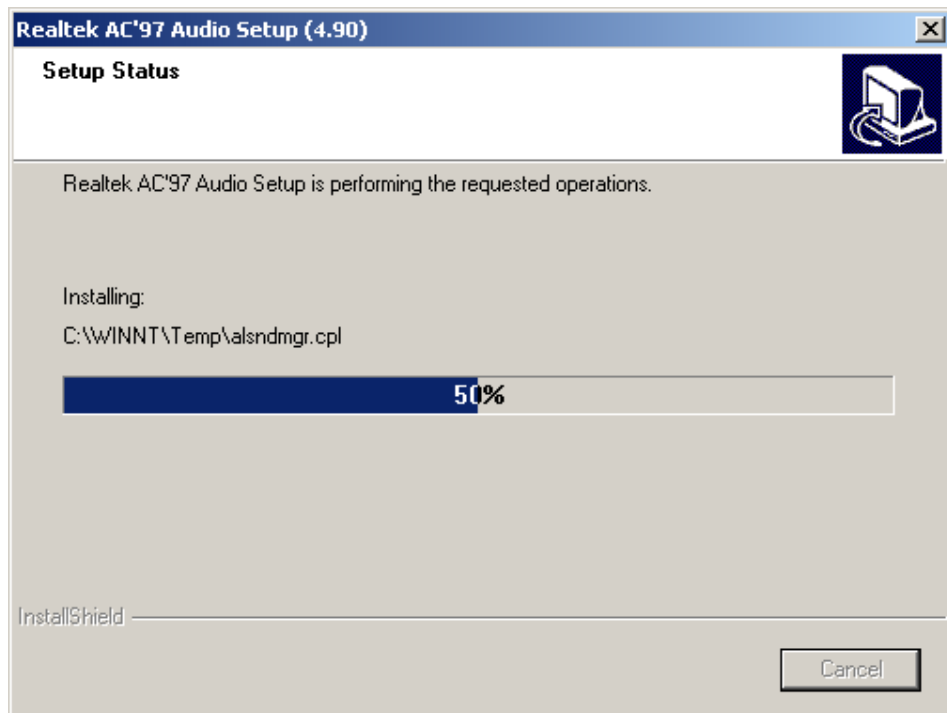 Realtek AC'97 Audio Setup (4.90)
Setup Status
Realtek AC'97 Audio Setup is performing the requested operations.
Installing:
C:\WINNT\Temp\alsndmgr.cpl
50%
InstallShield
Cancel